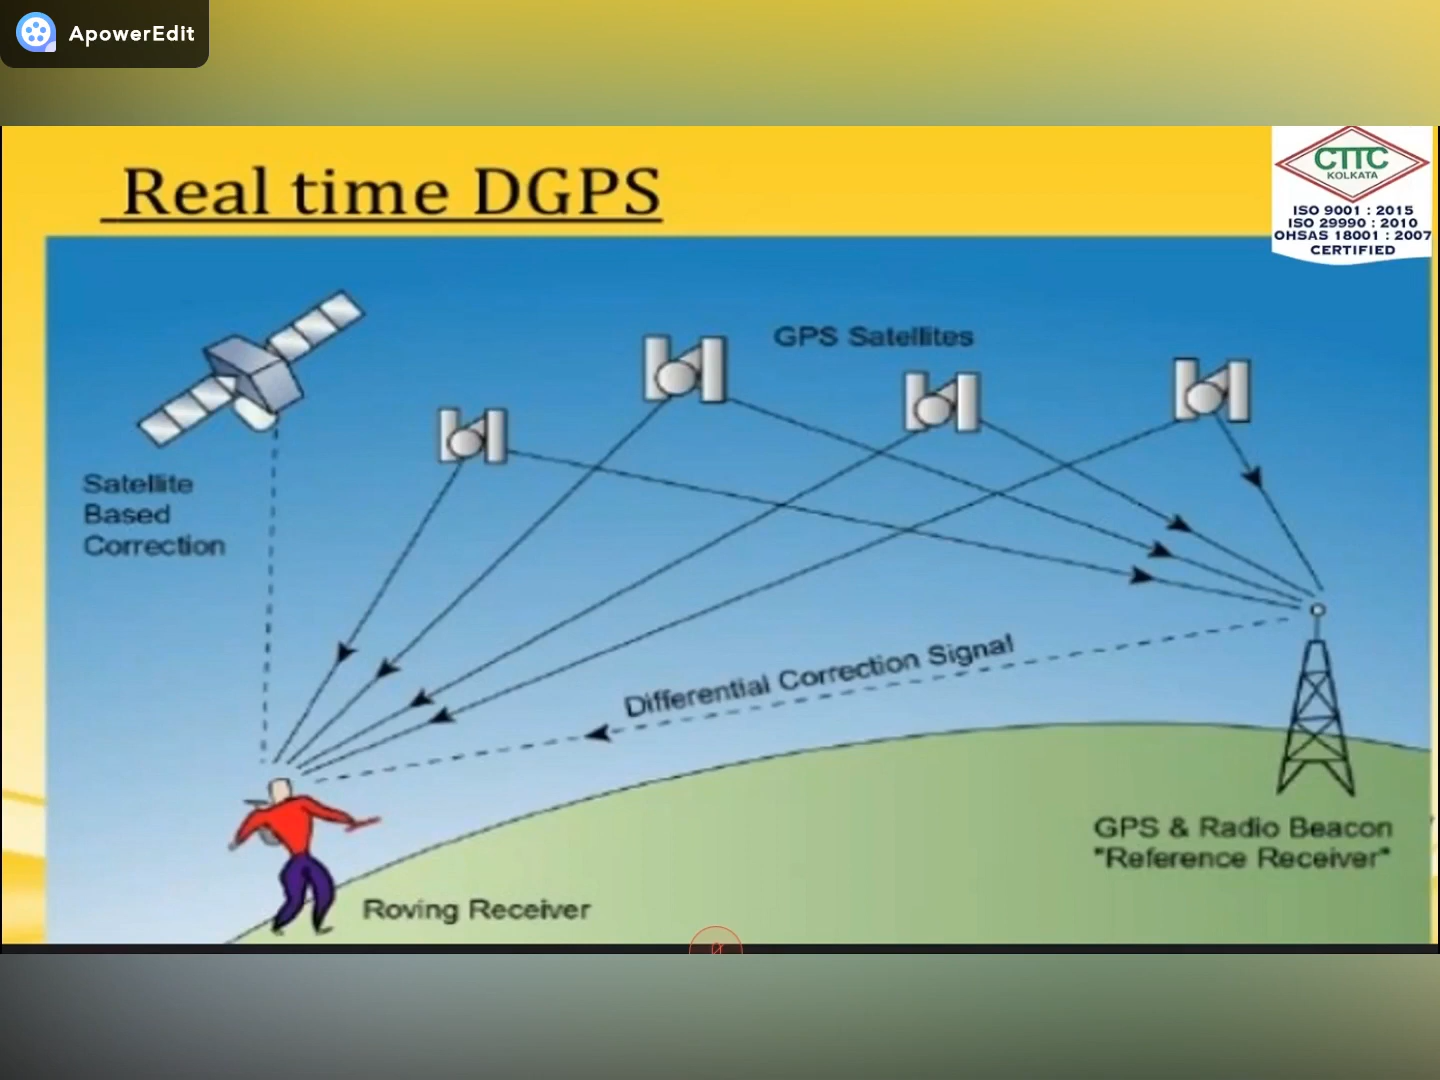 ApowerEdit
Real time DGPS
CTTC
KOLKATA
ISO 9001 : 2015
ISO 29990 : 2010
OHSAS 18001 : 2007
CERTIFIED
GPS Satellites
Satellite
Based
Correction
Differential Correction Signal
GPS & Radio Beacon
"Reference Receiver"
Roving Receiver